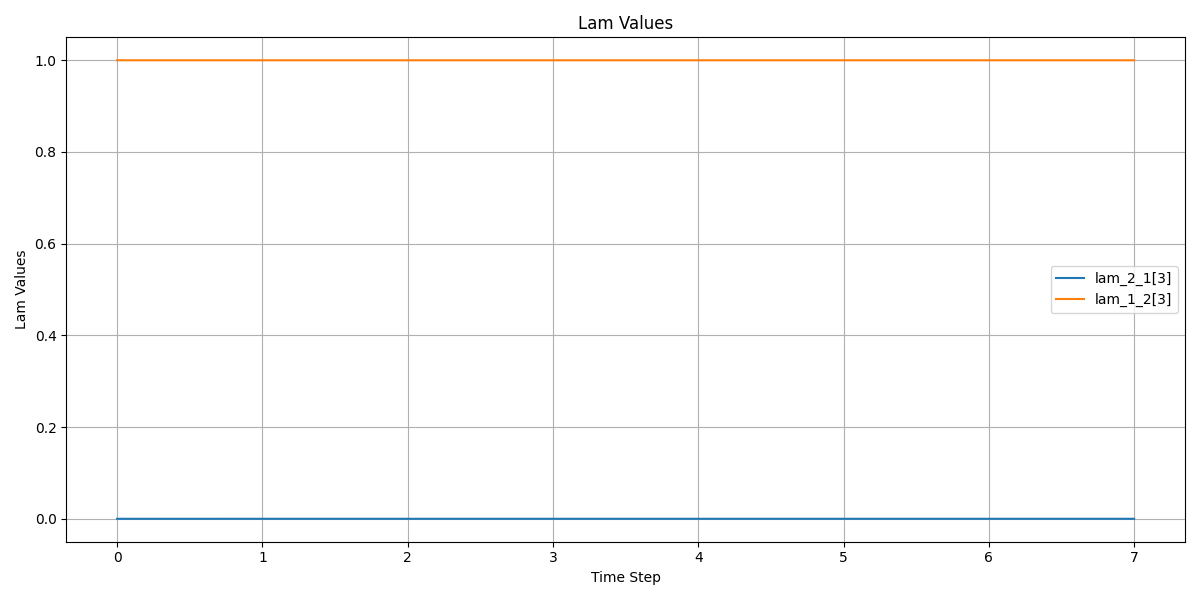 Lam Values
1.0
0.8
0.6
0.4
0.2
0.0
Lam Values
lam_2_1[3]
lam_1_2[3]
0 1 2 3 4 5 6 7
Time Step